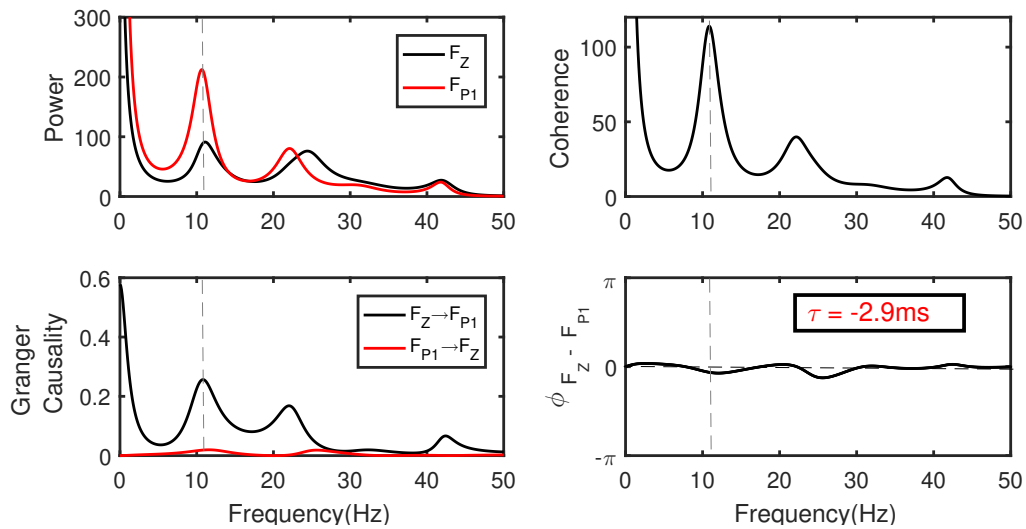 300
200
100
0
0 10 20 30 40 50
Power
F_Z
F_P1
100
50
0
0 10 20 30 40 50
Coherence
0.6
0.4
0.2
0
0 10 20 30 40 50
Granger
Causality
Frequency(Hz)
F_Z→F_P1
F_P1→F_Z
π
0
-π
0 10 20 30 40 50
ϕ F_Z - F_P1
Frequency(Hz)
τ = -2.9ms